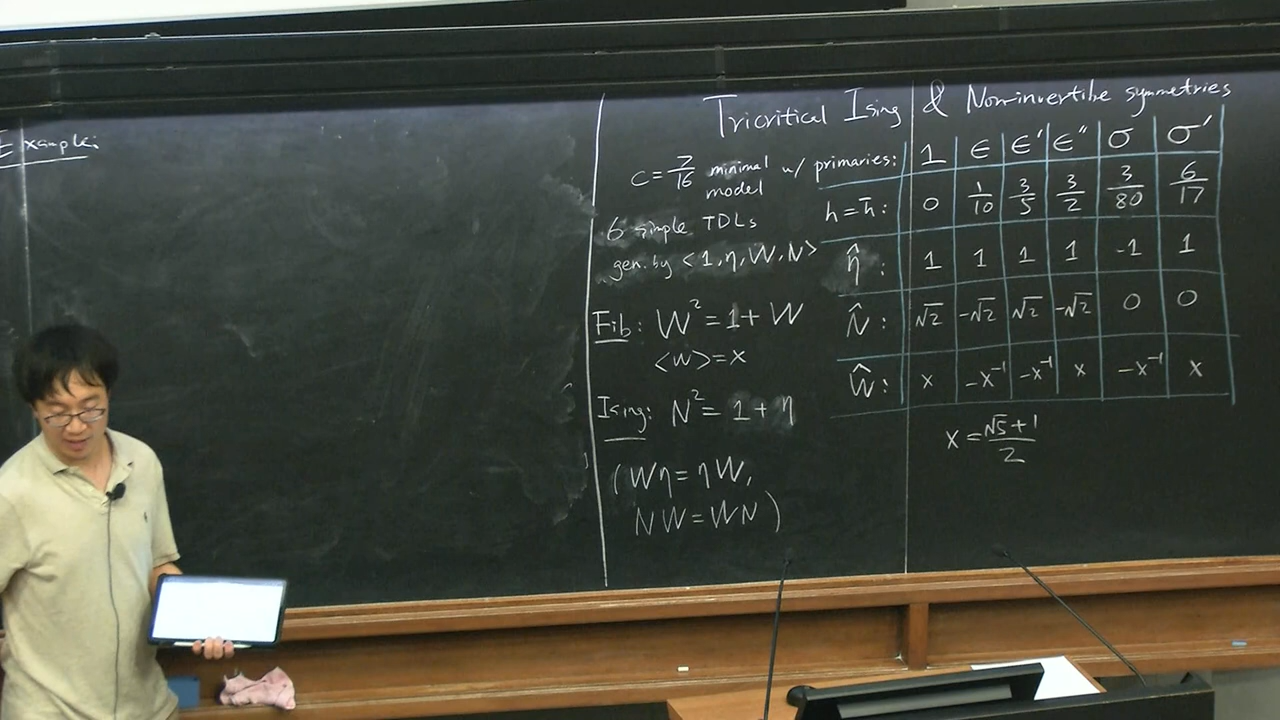 Example:
Tricritical Ising & Non-invertible symmetries
c = 7/16 minimal model w/ primaries: 1 ϵ ϵ' ϵ'' σ σ'
h = h̄ : 0 1/10 3/5 3/2 3/80 6/17
6 simple TDLs
gen. by <1, η, W, N>
η̂ : 1 1 1 1 -1 1
N̂ : √2 -√2 √2 -√2 0 0
Ŵ : x -x⁻¹ -x⁻¹ x -x⁻¹ x
x = (√5+1)/2
Fib: W² = 1 + W
<W> = x
Ising: N² = 1 + η
(Wη = ηW,
NW = WN)